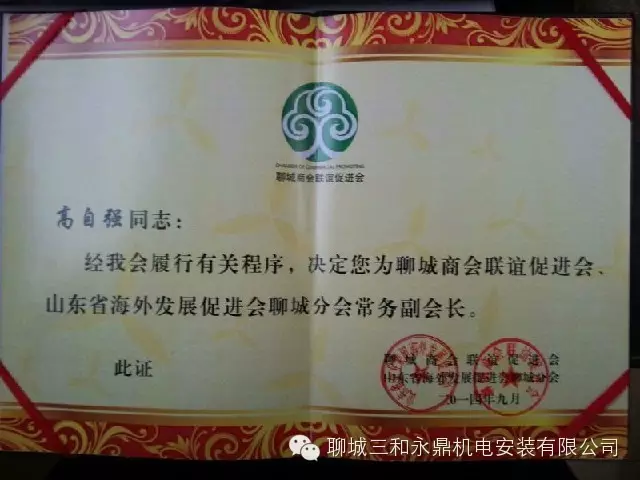 CHAMBER OF COMMERCIAL PROMOTING
聊城商会联谊促进会
高自强同志：
经我会履行有关程序，决定您为聊城商会联谊促进会、
山东省海外发展促进会聊城分会常务副会长。
此证
聊城商会联谊促进会
山东省海外发展促进会聊城分会
二〇一四年九月
聊城三和永鼎机电安装有限公司